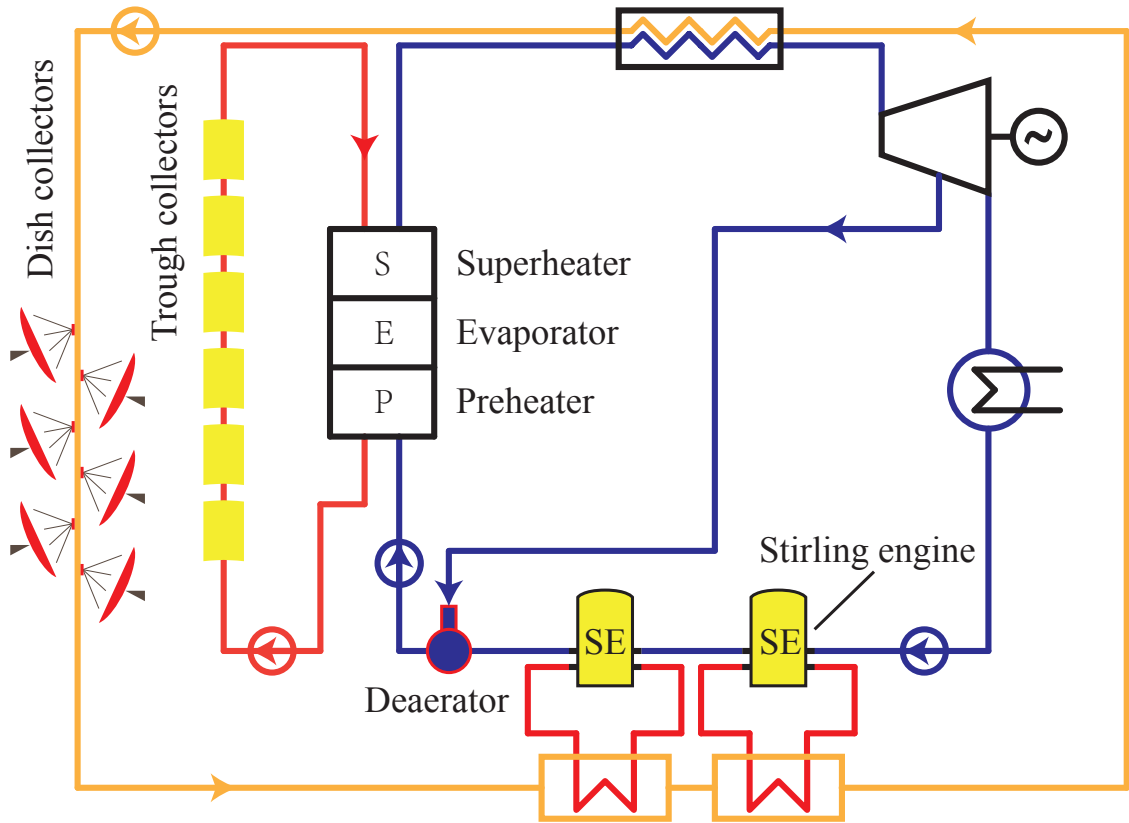 Dish collectors
Trough collectors
S
Superheater
E
Evaporator
P
Preheater
~
Stirling engine
SE
SE
Deaerator